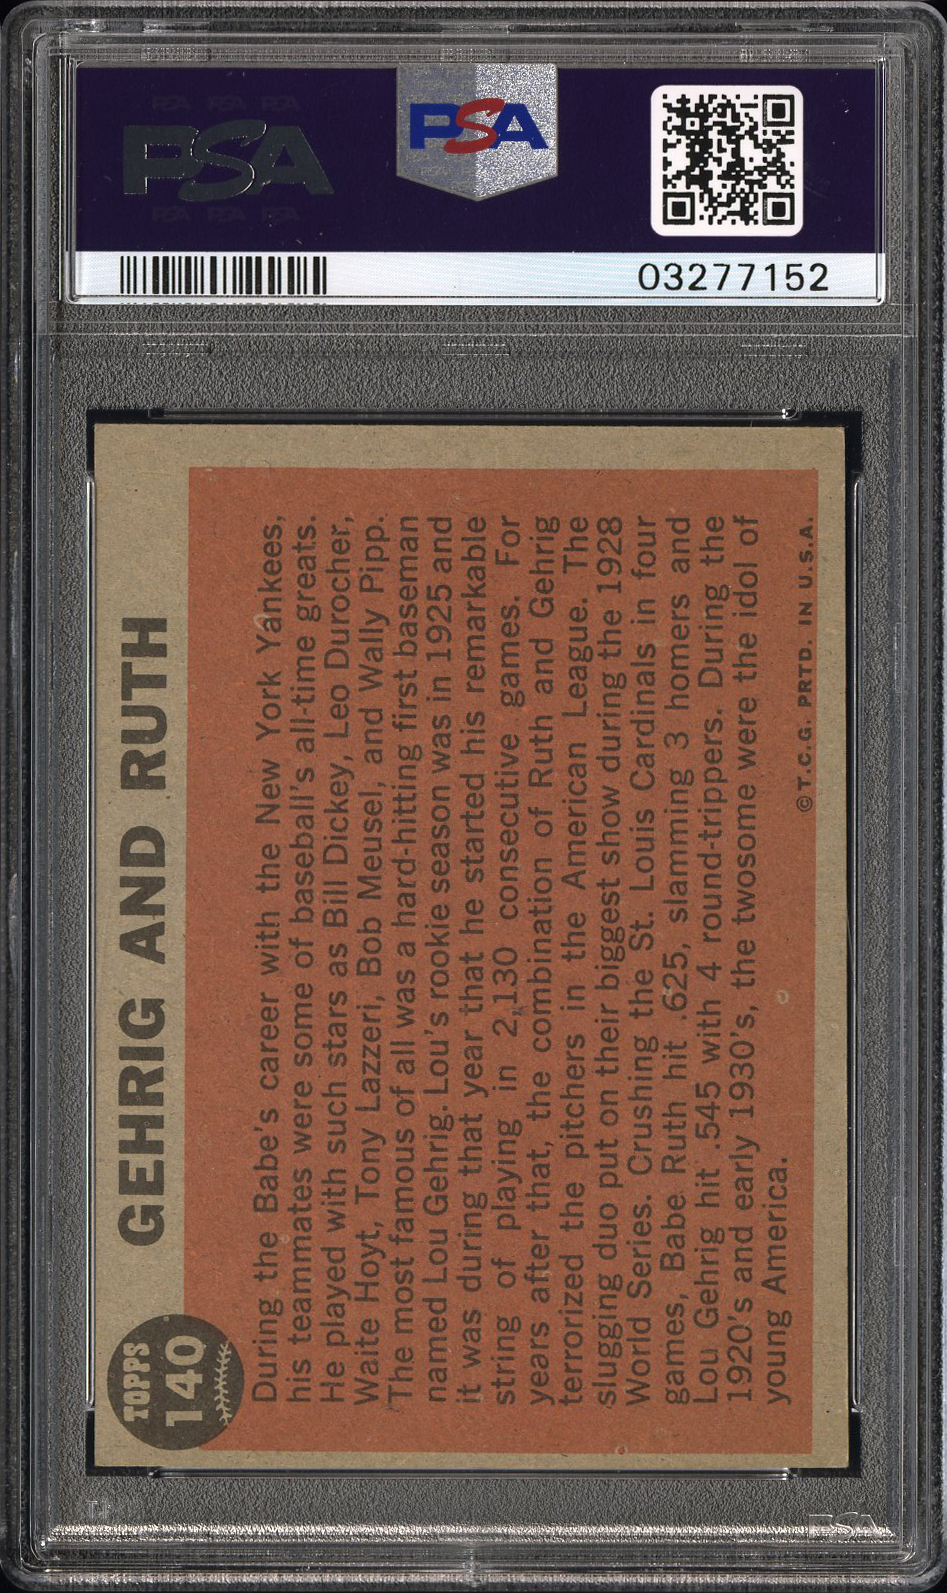 PSA PSA PSA
PSA
PSA PSA PSA
PSA
03277152
TOPPS
140
GEHRIG AND RUTH
During the Babe's career with the New York Yankees,
his teammates were some of baseball's all-time greats.
He played with such stars as Bill Dickey, Leo Durocher,
Waite Hoyt, Tony Lazzeri, Bob Meusel, and Wally Pipp.
The most famous of all was a hard-hitting first baseman
named Lou Gehrig. Lou's rookie season was in 1925 and
it was during that year that he started his remarkable
string of playing in 2,130 consecutive games. For
years after that, the combination of Ruth and Gehrig
terrorized the pitchers in the American League. The
slugging duo put on their biggest show during the 1928
World Series. Crushing the St. Louis Cardinals in four
games, Babe Ruth hit .625, slamming 3 homers and
Lou Gehrig hit .545 with 4 round-trippers. During the
1920's and early 1930's, the twosome were the idol of
young America.
© T.C.G. PRTD. IN U.S.A.
PSA